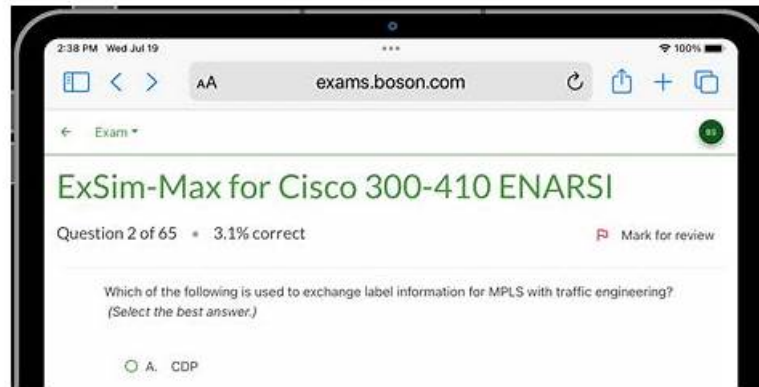 2:38 PM Wed Jul 19
100%
AA
exams.boson.com
Exam
BS
ExSim-Max for Cisco 300-410 ENARSI
Question 2 of 65 • 3.1% correct
Mark for review
Which of the following is used to exchange label information for MPLS with traffic engineering?
(Select the best answer.)
A. CDP